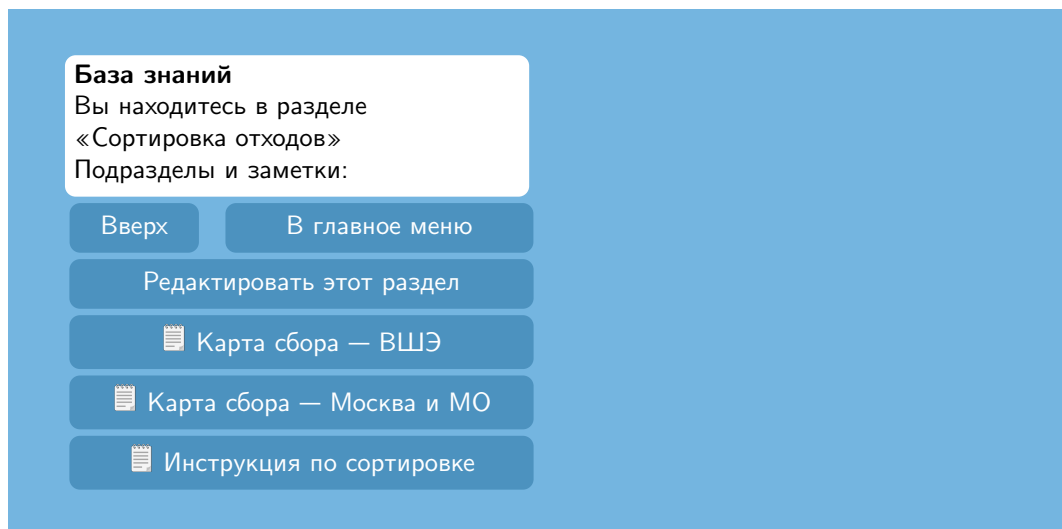 База знаний
Вы находитесь в разделе
«Сортировка отходов»
Подразделы и заметки:
Вверх
В главное меню
Редактировать этот раздел
Карта сбора — ВШЭ
Карта сбора — Москва и МО
Инструкция по сортировке